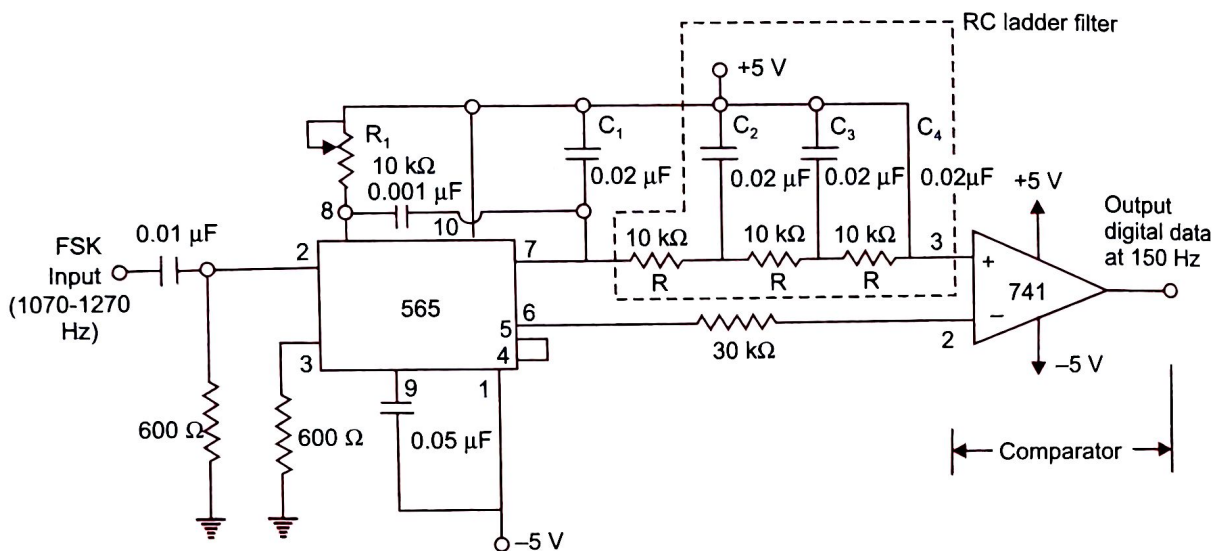 RC ladder filter
+5 V
R1
10 kΩ
0.001 μF
8
10
C1
0.02 μF
C2
0.02 μF
C3
0.02 μF
C4
0.02μF
+5 V
Output
digital data
at 150 Hz
FSK
Input
(1070-1270
Hz)
0.01 μF
2
7
10 kΩ
R
10 kΩ
R
10 kΩ
R
3
+
741
–
2
565
6
5
4
30 kΩ
–5 V
3
9
1
600 Ω
600 Ω
0.05 μF
Comparator
–5 V